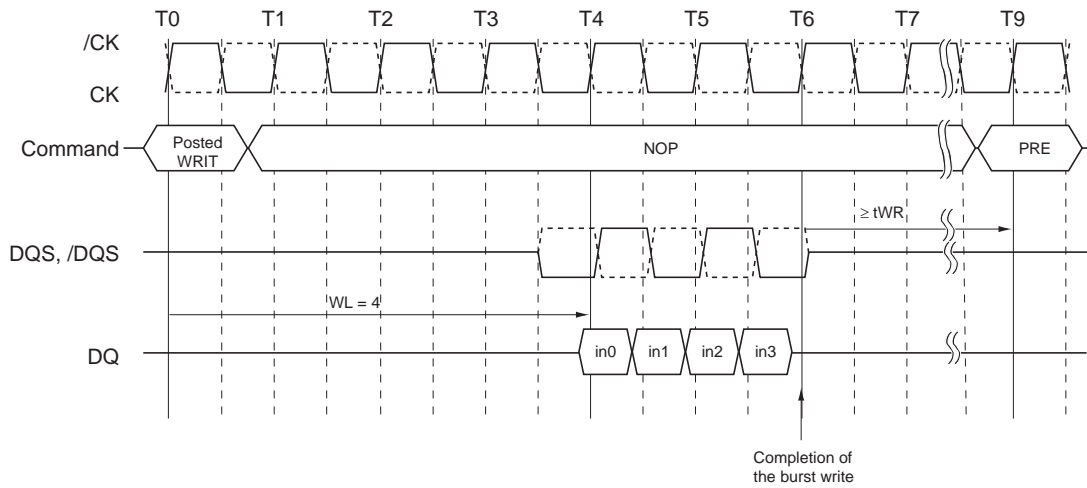 T0 T1 T2 T3 T4 T5 T6 T7 T9
/CK
CK
Command
Posted
WRIT
NOP
PRE
≥ tWR
DQS, /DQS
WL = 4
DQ
in0 in1 in2 in3
Completion of
the burst write